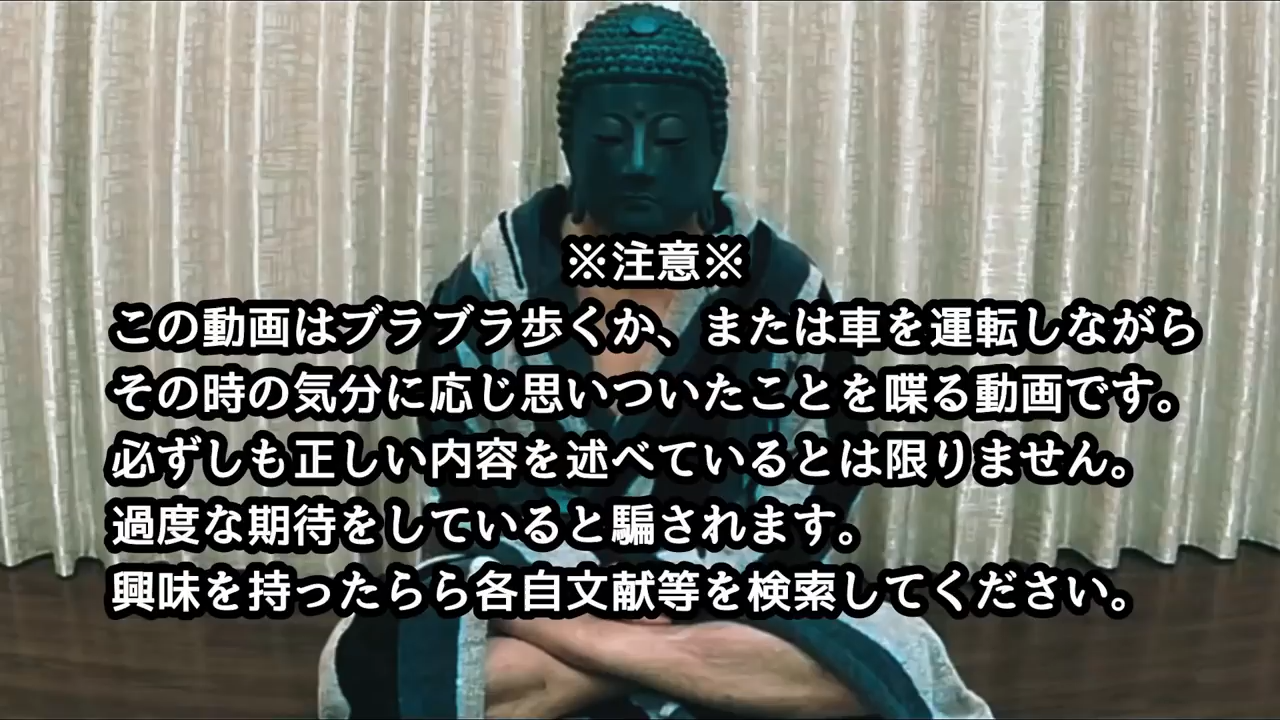 ※注意※
この動画はブラブラ歩くか、または車を運転しながら
その時の気分に応じ思いついたことを喋る動画です。
必ずしも正しい内容を述べているとは限りません。
過度な期待をしていると騙されます。
興味を持ったらら各自文献等を検索してください。